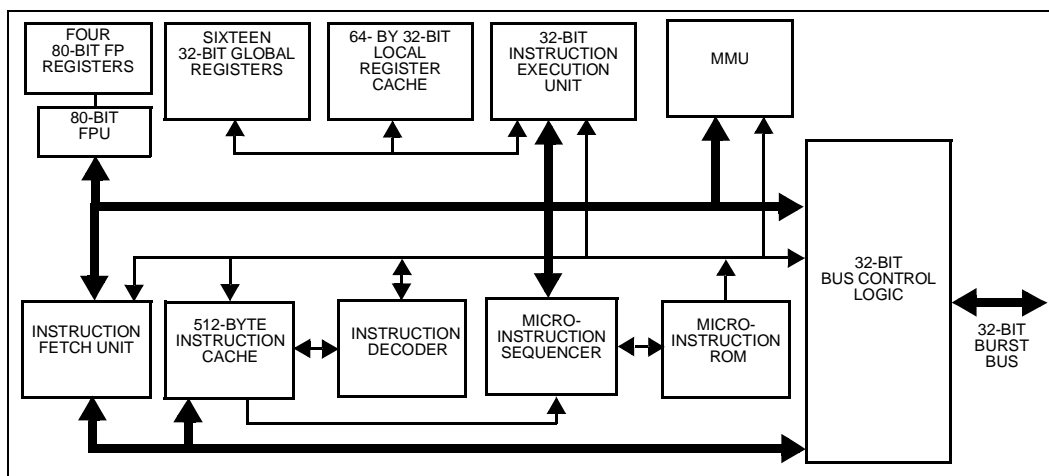 FOUR
80-BIT FP
REGISTERS
80-BIT
FPU
SIXTEEN
32-BIT GLOBAL
REGISTERS
64- BY 32-BIT
LOCAL
REGISTER
CACHE
32-BIT
INSTRUCTION
EXECUTION
UNIT
MMU
32-BIT
BUS CONTROL
LOGIC
32-BIT
BURST
BUS
INSTRUCTION
FETCH UNIT
512-BYTE
INSTRUCTION
CACHE
INSTRUCTION
DECODER
MICRO-
INSTRUCTION
SEQUENCER
MICRO-
INSTRUCTION
ROM